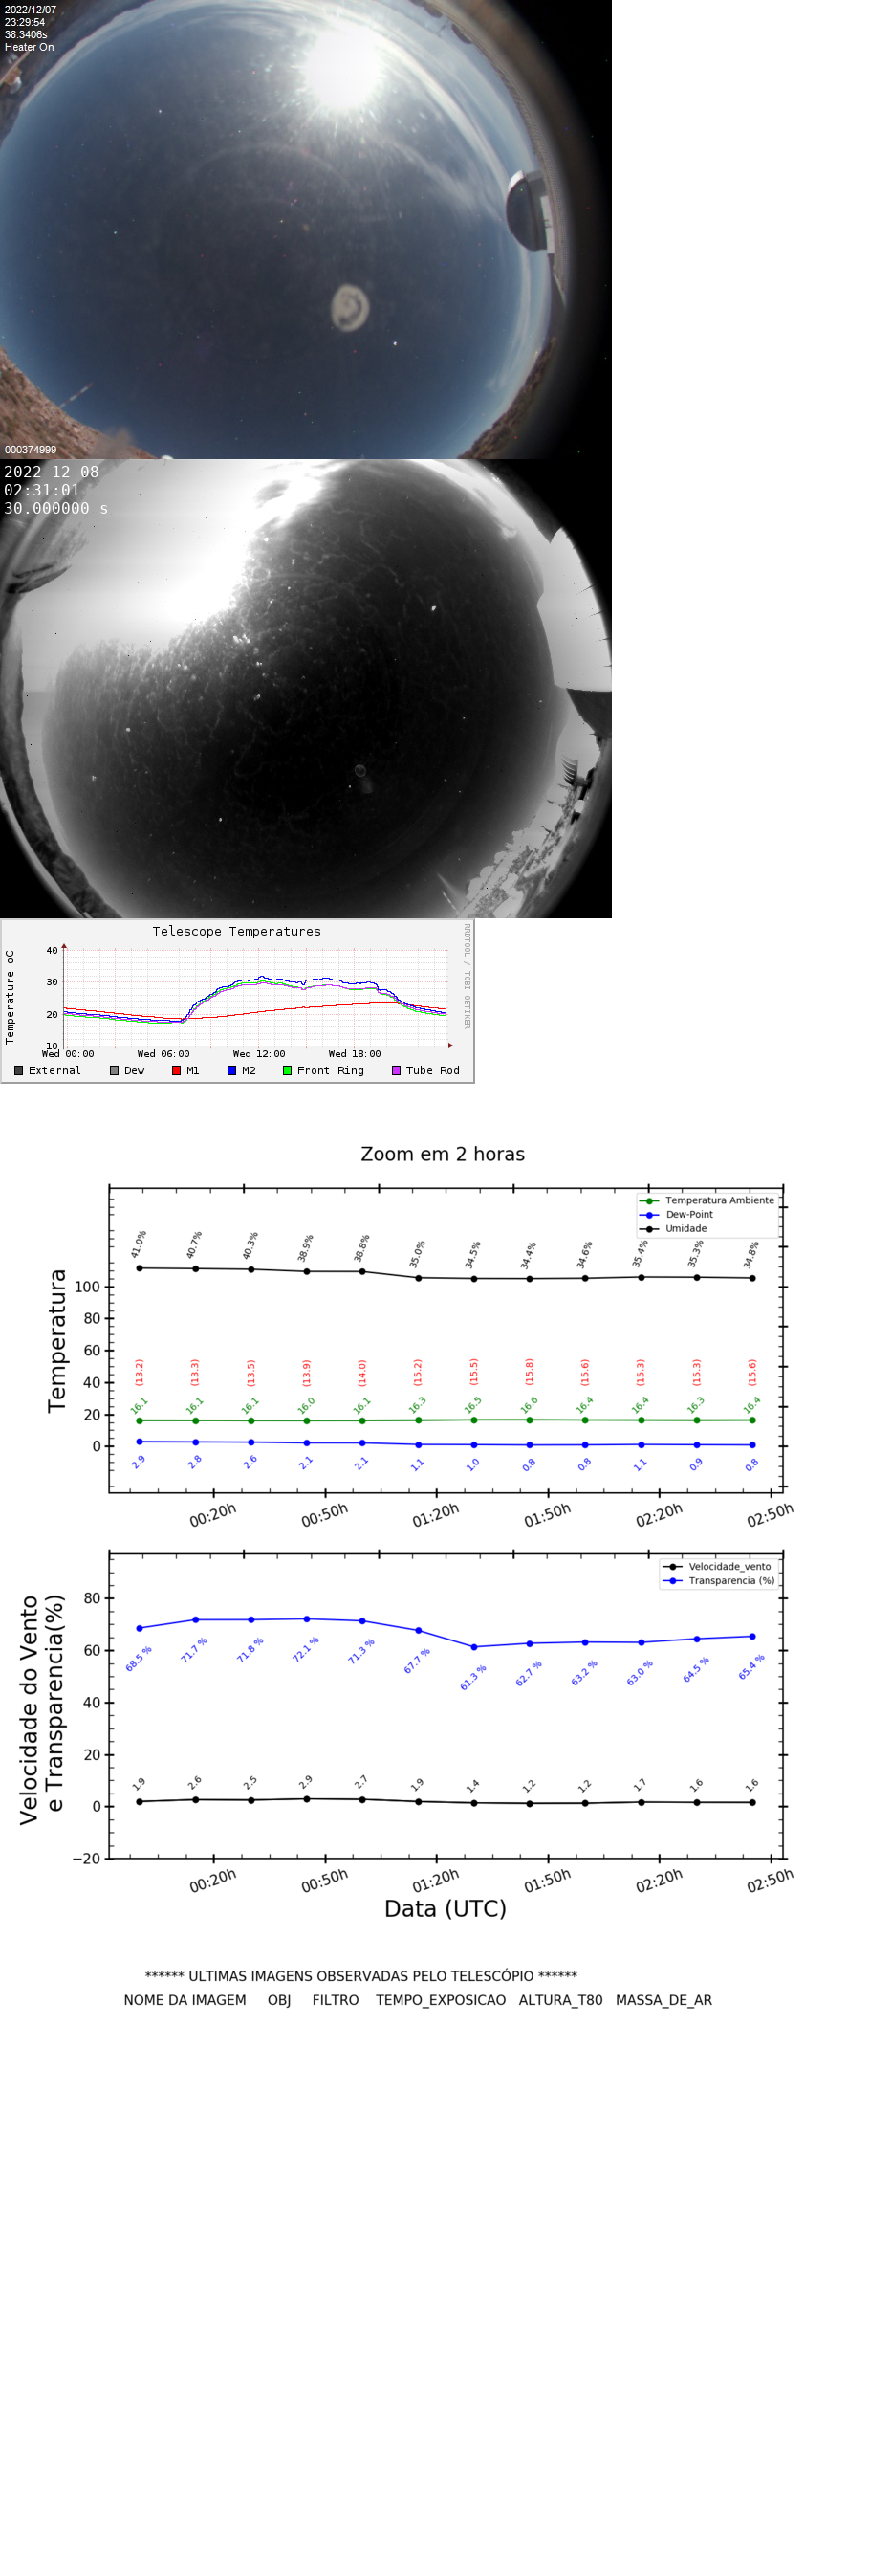 2022/12/07
23:29:54
38.3406s
Heater On
000374999
2022-12-08
02:31:01
30.000000 s
Telescope Temperatures
RRDTOOL / TOBI OETIKER
Temperature oC
40
30
20
10
Wed 00:00 Wed 06:00 Wed 12:00 Wed 18:00
External Dew M1 M2 Front Ring Tube Rod
Zoom em 2 horas
Temperatura Ambiente
Dew-Point
Umidade
41.0% 40.7% 40.3% 38.9% 38.8% 35.0% 34.5% 34.4% 34.6% 35.4% 35.3% 34.8%
Temperatura
100
80
60
40
20
0
(13.2) (13.3) (13.5) (13.9) (14.0) (15.2) (15.5) (15.8) (15.6) (15.3) (15.3) (15.6)
16.1 16.1 16.1 16.0 16.1 16.3 16.5 16.6 16.4 16.4 16.3 16.4
2.9 2.8 2.6 2.1 2.1 1.1 1.0 0.8 0.8 1.1 0.9 0.8
00:20h 00:50h 01:20h 01:50h 02:20h 02:50h
Velocidade_vento
Transparencia (%)
Velocidade do Vento
e Transparencia(%)
80
60
40
20
0
−20
68.5 % 71.7 % 71.8 % 72.1 % 71.3 % 67.7 % 61.3 % 62.7 % 63.2 % 63.0 % 64.5 % 65.4 %
1.9 2.6 2.5 2.9 2.7 1.9 1.4 1.2 1.2 1.7 1.6 1.6
00:20h 00:50h 01:20h 01:50h 02:20h 02:50h
Data (UTC)
****** ULTIMAS IMAGENS OBSERVADAS PELO TELESCÓPIO ******
NOME DA IMAGEM OBJ FILTRO TEMPO_EXPOSICAO ALTURA_T80 MASSA_DE_AR